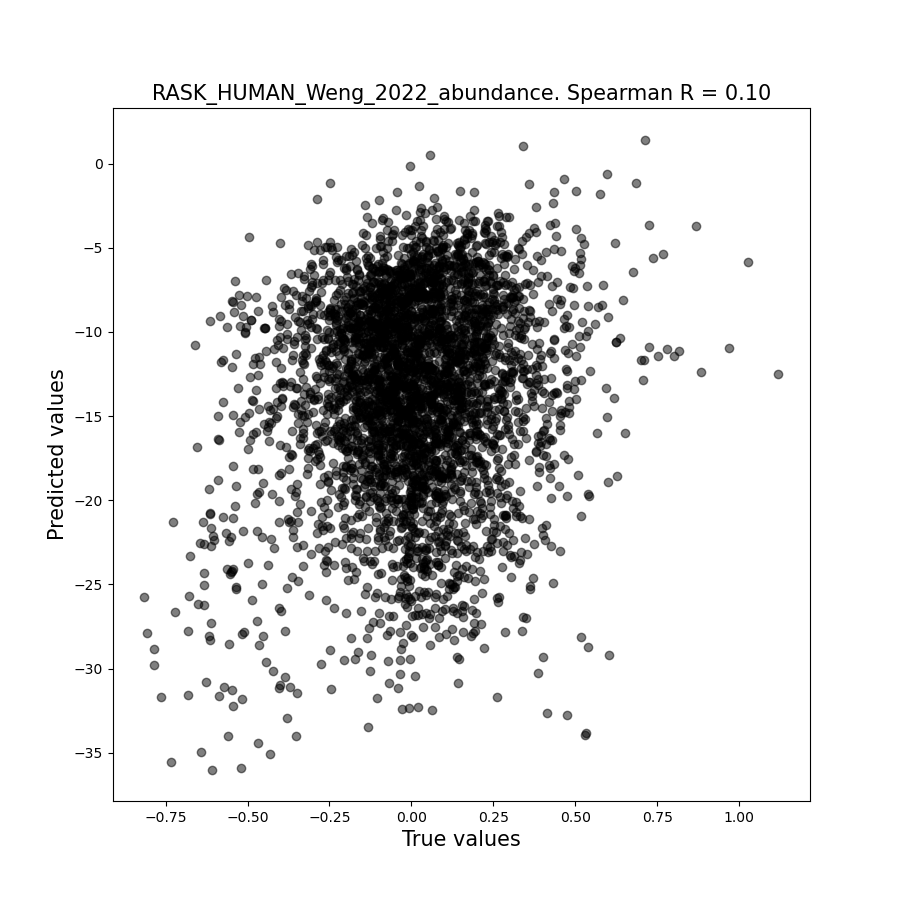 RASK_HUMAN_Weng_2022_abundance. Spearman R = 0.10
0
−5
−10
−15
−20
−25
−30
−35
Predicted values
−0.75 −0.50 −0.25 0.00 0.25 0.50 0.75 1.00
True values